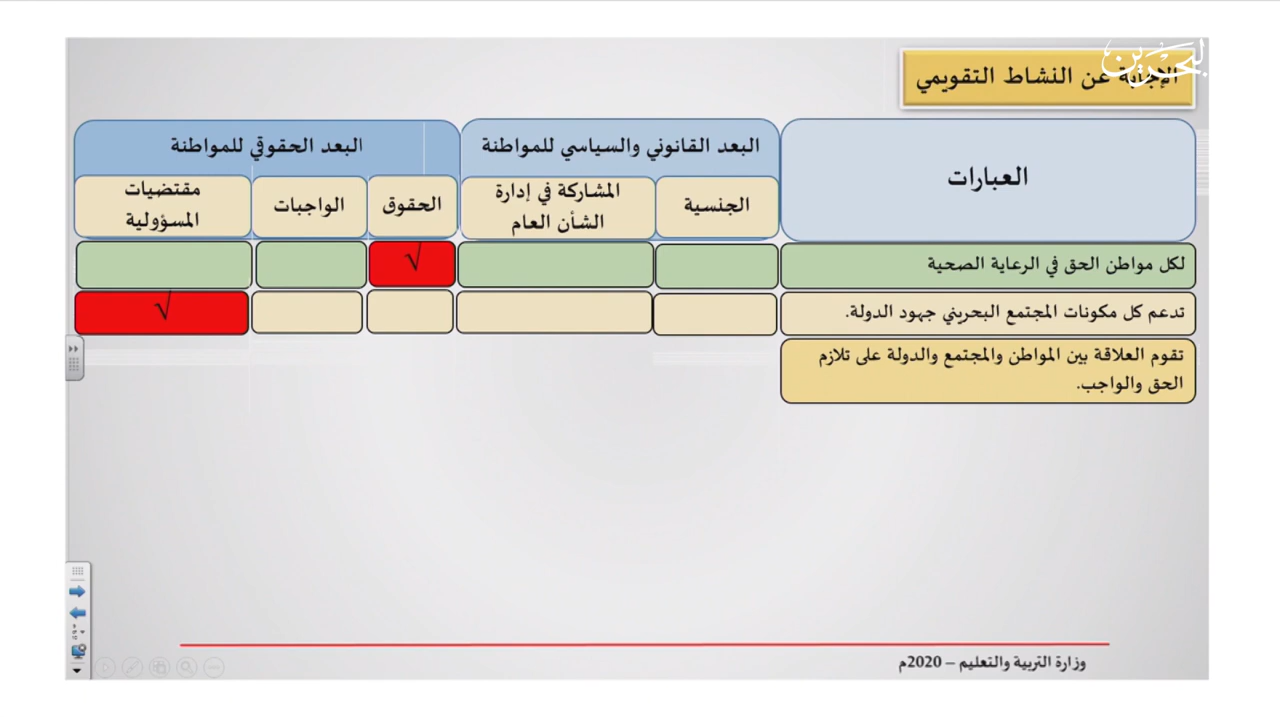 البحرين
الإجابة عن النشاط التقويمي
العبارات
البعد القانوني والسياسي للمواطنة
البعد الحقوقي للمواطنة
الجنسية
المشاركة في إدارة
الشأن العام
الحقوق
الواجبات
مقتضيات
المسؤولية
لكل مواطن الحق في الرعاية الصحية
√
تدعم كل مكونات المجتمع البحريني جهود الدولة.
√
تقوم العلاقة بين المواطن والمجتمع والدولة على تلازم
الحق والواجب.
وزارة التربية والتعليم – 2020م